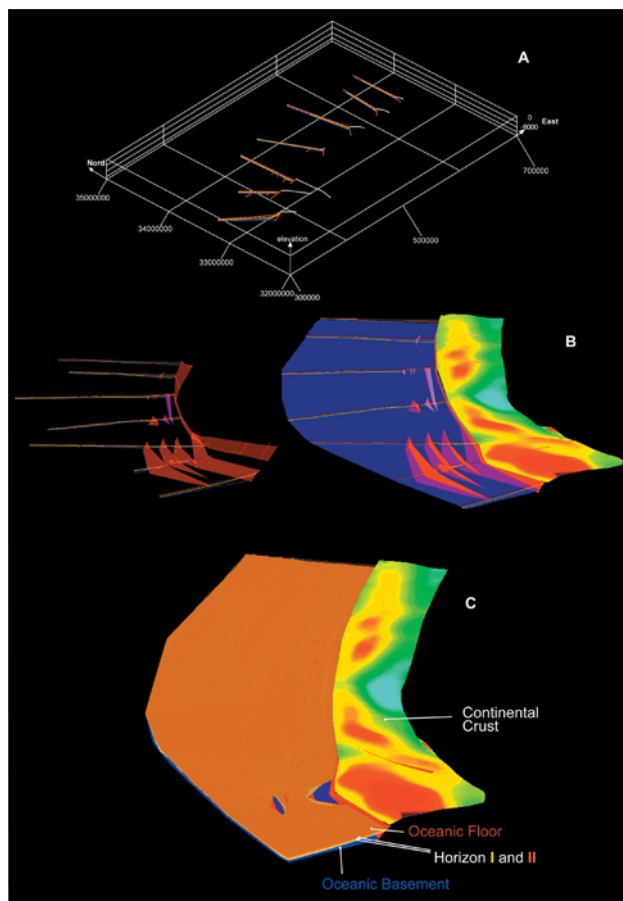 A
0
6000
East
700000
Nord
35000000
34000000
500000
33000000
elevation
32000000
300000
B
C
Continental
Crust
Oceanic Floor
Horizon I and II
Oceanic Basement